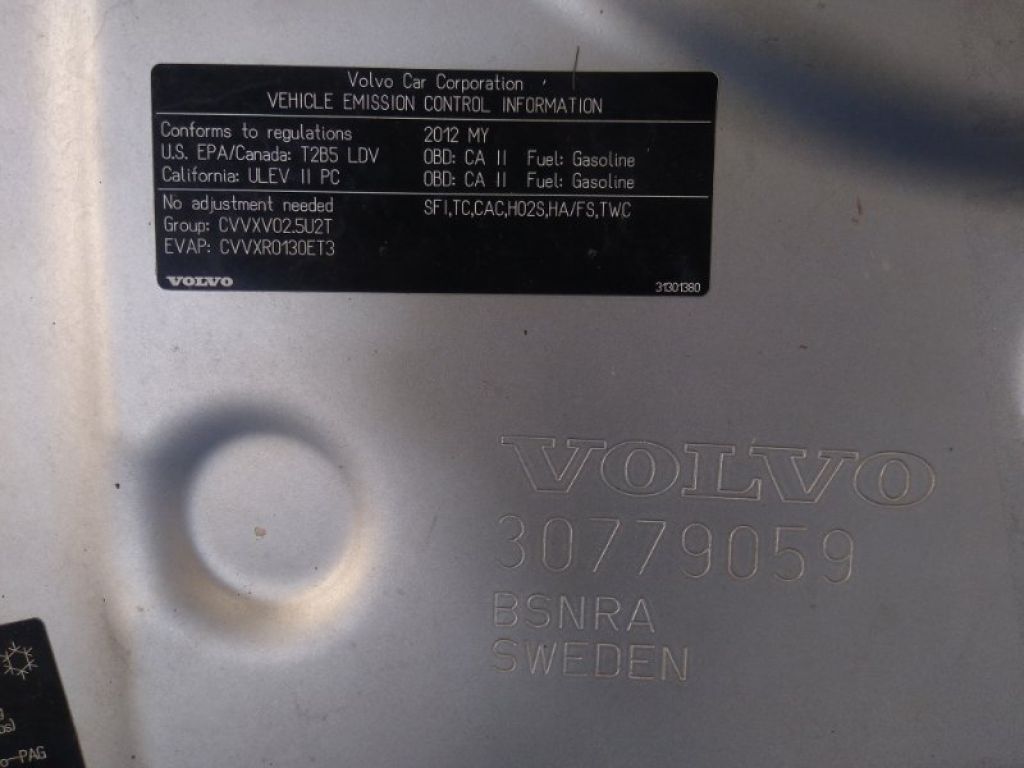 Volvo Car Corporation
VEHICLE EMISSION CONTROL INFORMATION
Conforms to regulations 2012 MY
U.S. EPA/Canada: T2B5 LDV OBD: CA II Fuel: Gasoline
California: ULEV II PC OBD: CA II Fuel: Gasoline
No adjustment needed SFI,TC,CAC,HO2S,HA/FS,TWC
Group: CVVXV02.5U2T
EVAP: CVVXR0130ET3
VOLVO 31301380
VOLVO
30779059
BSNRA
SWEDEN
-PAG